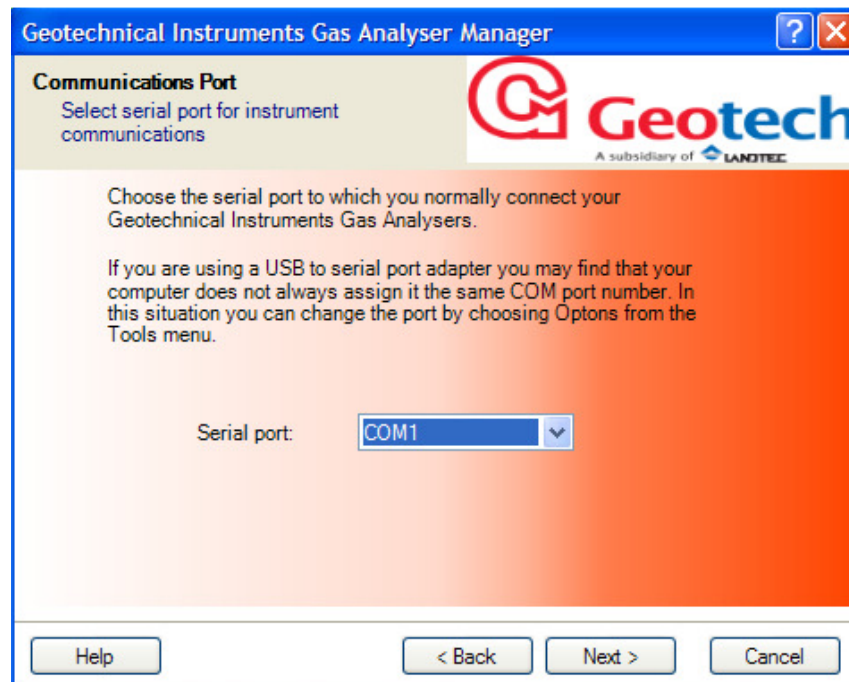 Geotechnical Instruments Gas Analyser Manager
Communications Port
Select serial port for instrument
communications
Geotech
A subsidiary of LANDTEC
Choose the serial port to which you normally connect your
Geotechnical Instruments Gas Analysers.
If you are using a USB to serial port adapter you may find that your
computer does not always assign it the same COM port number. In
this situation you can change the port by choosing Optons from the
Tools menu.
Serial port: COM1
Help < Back Next > Cancel